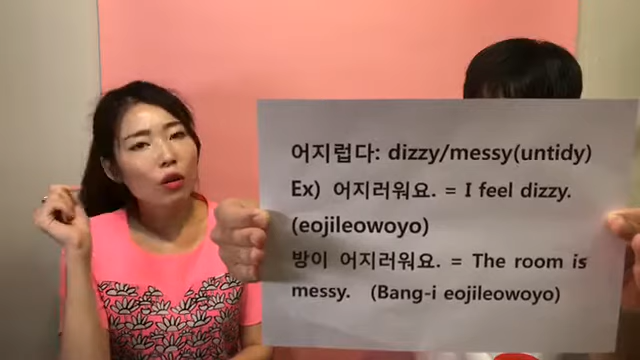 어지럽다: dizzy/messy(untidy)
Ex) 어지러워요. = I feel dizzy.
(eojileowoyo)
방이 어지러워요. = The room is
messy. (Bang-i eojileowoyo)